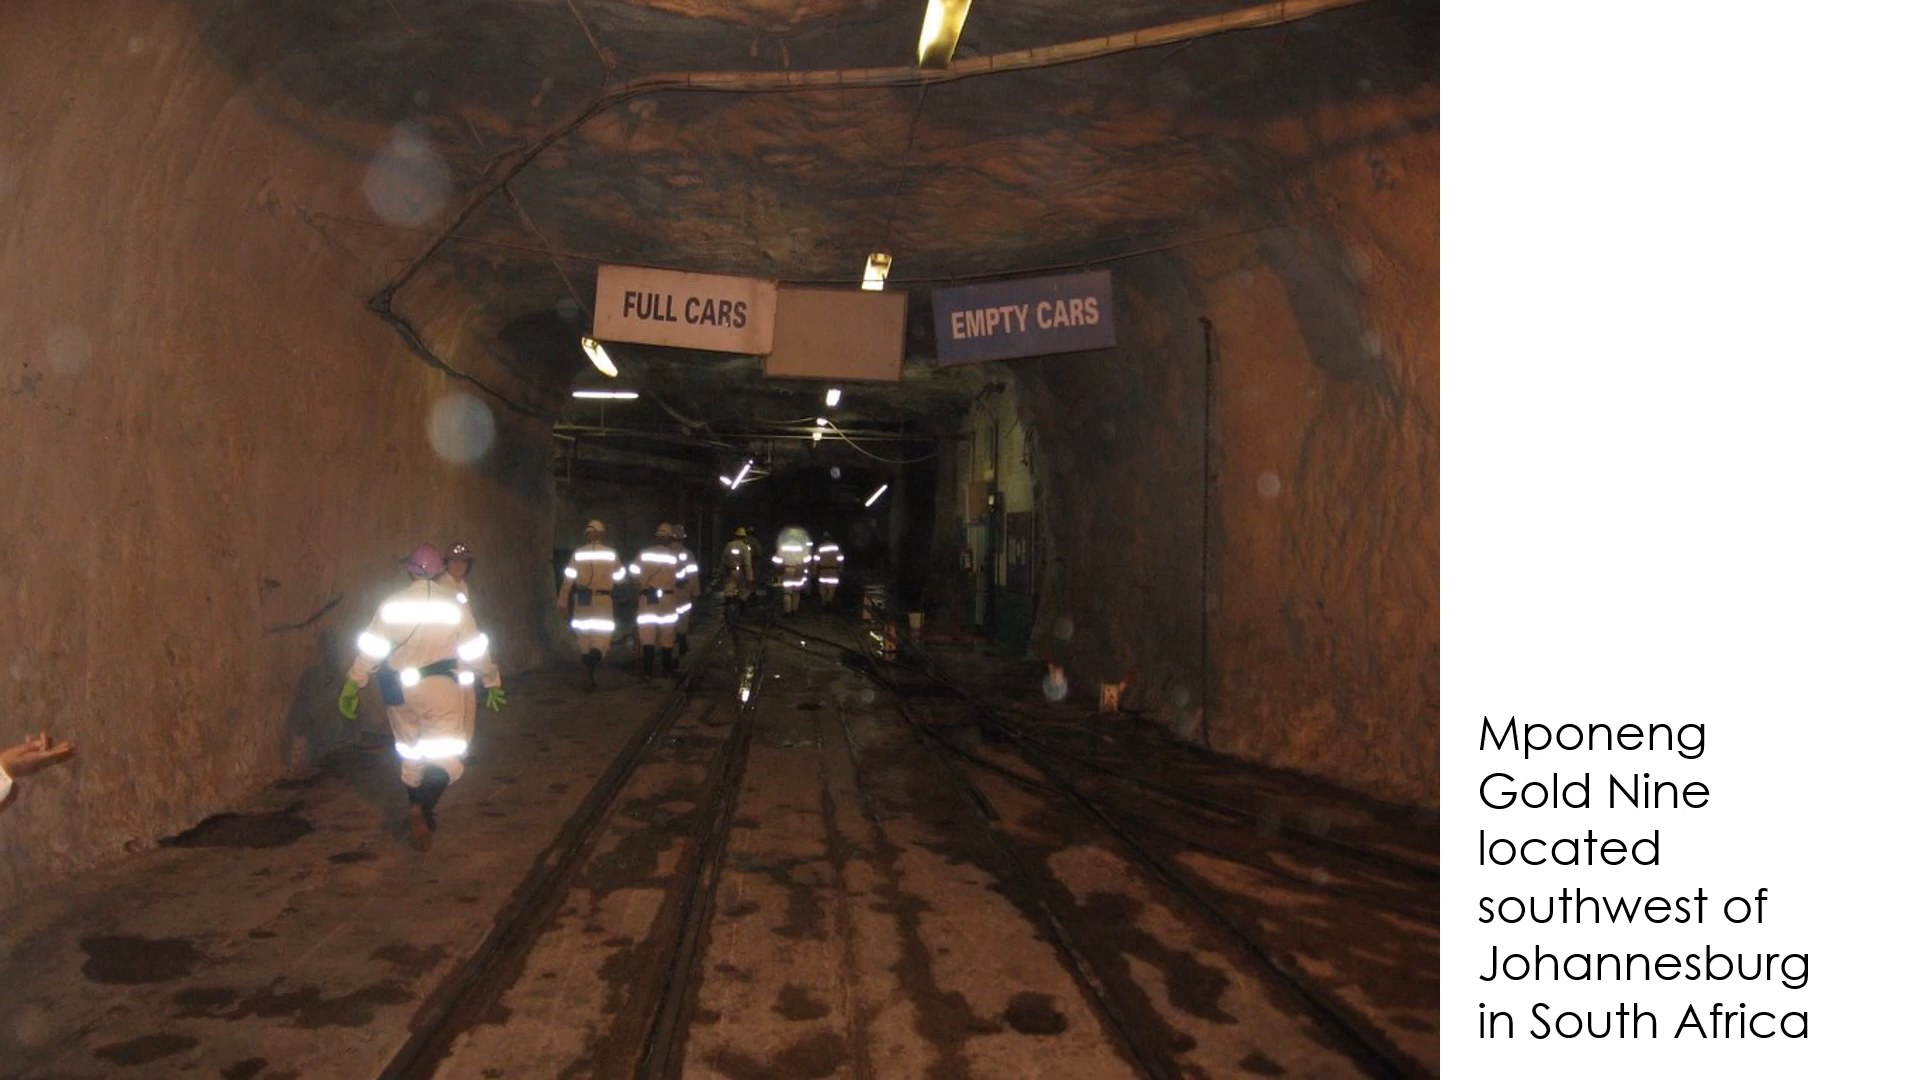 FULL CARS
EMPTY CARS
Mponeng
Gold Nine
located
southwest of
Johannesburg
in South Africa